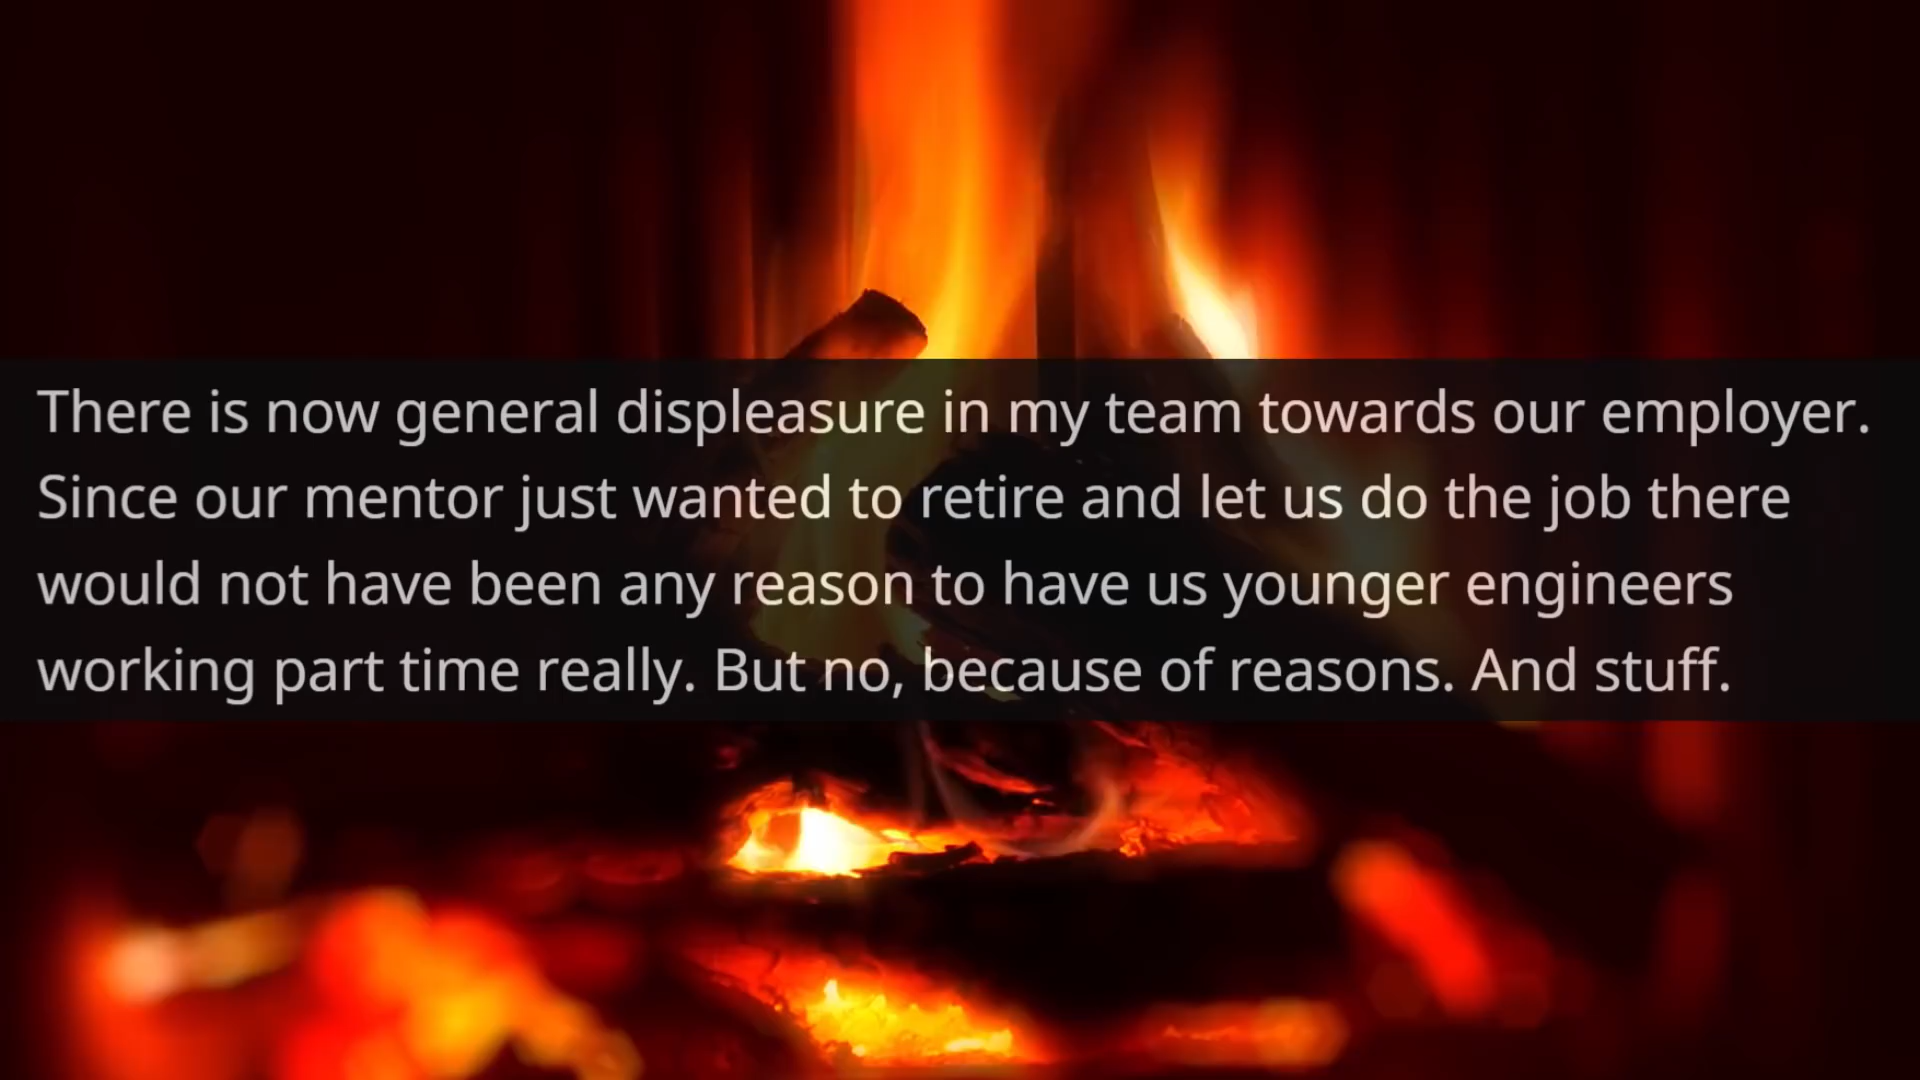 There is now general displeasure in my team towards our employer.
Since our mentor just wanted to retire and let us do the job there
would not have been any reason to have us younger engineers
working part time really. But no, because of reasons. And stuff.